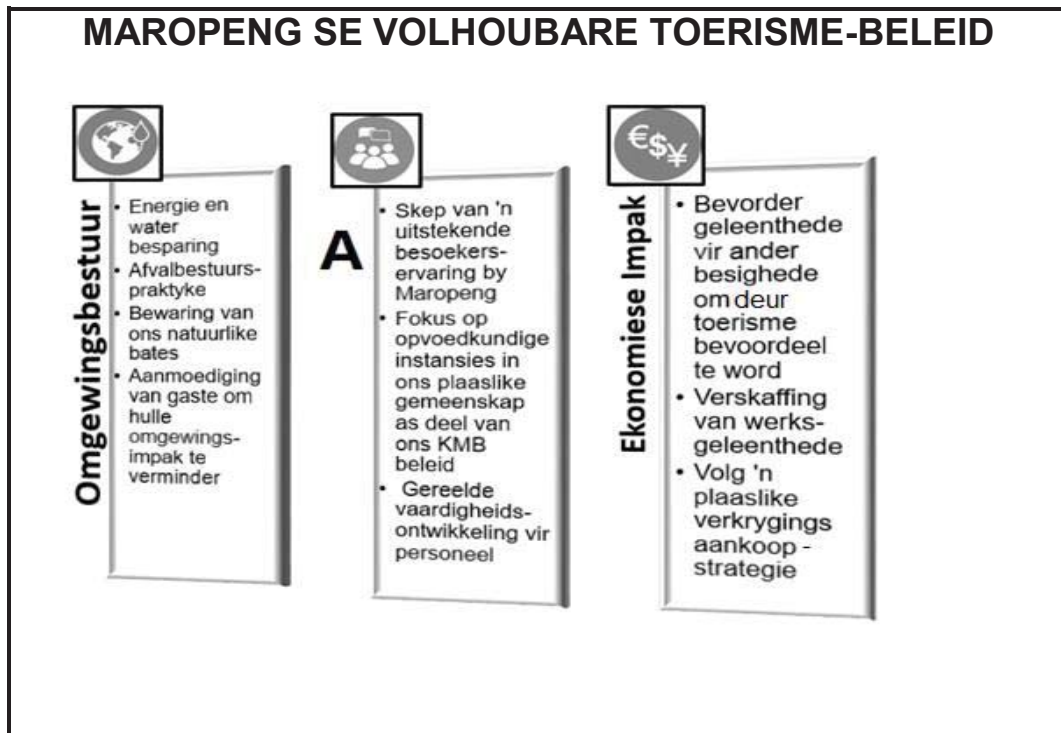 MAROPENG SE VOLHOUBARE TOERISME-BELEID
Omgewingsbestuur
• Energie en
water
besparing
• Afvalbestuurs-
praktyke
• Bewaring van
ons natuurlike
bates
• Aanmoediging
van gaste om
hulle
omgewings-
impak te
verminder
A
• Skep van 'n
uitstekende
besoekers-
ervaring by
Maropeng
• Fokus op
opvoedkundige
instansies in
ons plaaslike
gemeenskap
as deel van
ons KMB
beleid
• Gereelde
vaardigheids-
ontwikkeling vir
personeel
€$¥
Ekonomiese Impak
• Bevorder
geleenthede
vir ander
besighede
om deur
toerisme
bevoordeel
te word
• Verskaffing
van werks-
geleenthede
• Volg 'n
plaaslike
verkrygings
aankoop -
strategie